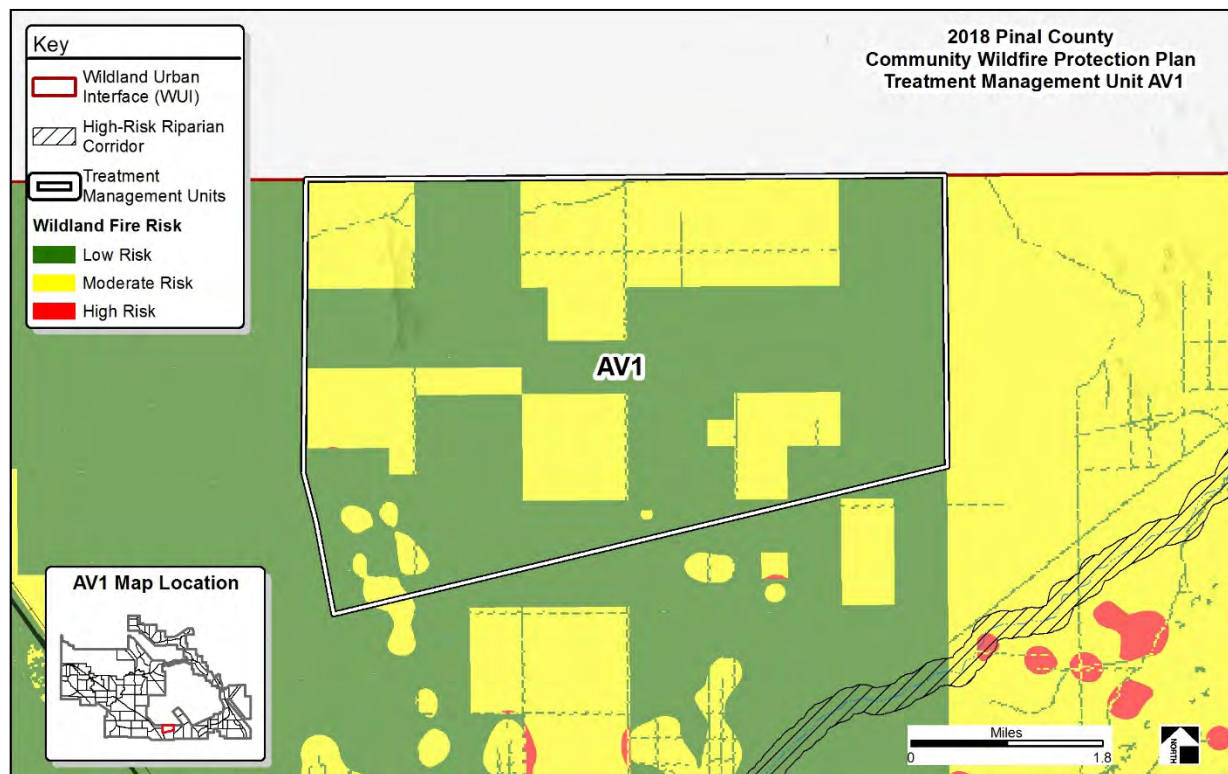 Key
Wildland Urban
Interface (WUI)
High-Risk Riparian
Corridor
Treatment
Management Units
Wildland Fire Risk
Low Risk
Moderate Risk
High Risk
2018 Pinal County
Community Wildfire Protection Plan
Treatment Management Unit AV1
AV1
AV1 Map Location
Miles
0 1.8
NORTH